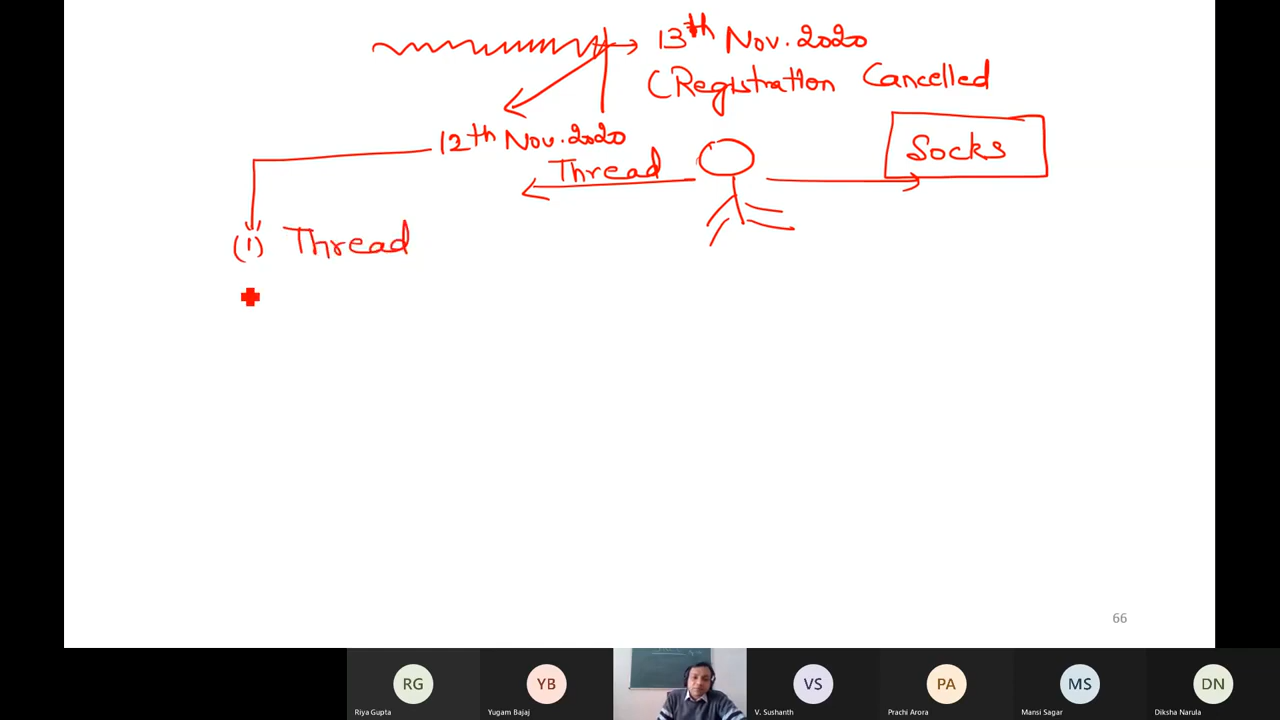 13th Nov. 2020
(Registration Cancelled
12th Nov. 2020
Thread
Socks
(1) Thread
66
RG
YB
VS
PA
MS
DN
Riya Gupta
Yugam Bajaj
V. Sushanth
Prachi Arora
Mansi Sagar
Diksha Narula